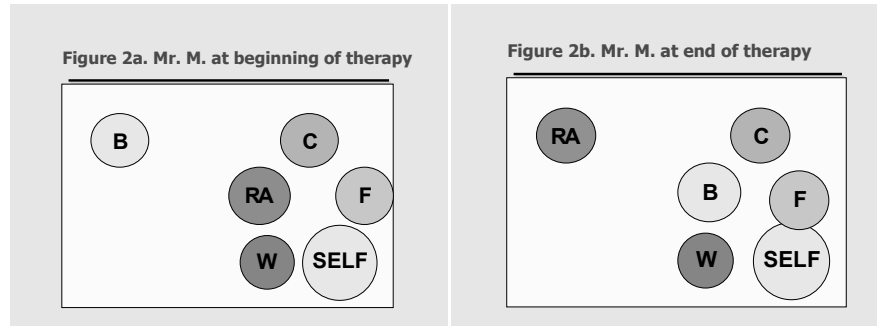 Figure 2a. Mr. M. at beginning of therapy
B
C
RA
F
W
SELF
Figure 2b. Mr. M. at end of therapy
RA
C
B
F
W
SELF